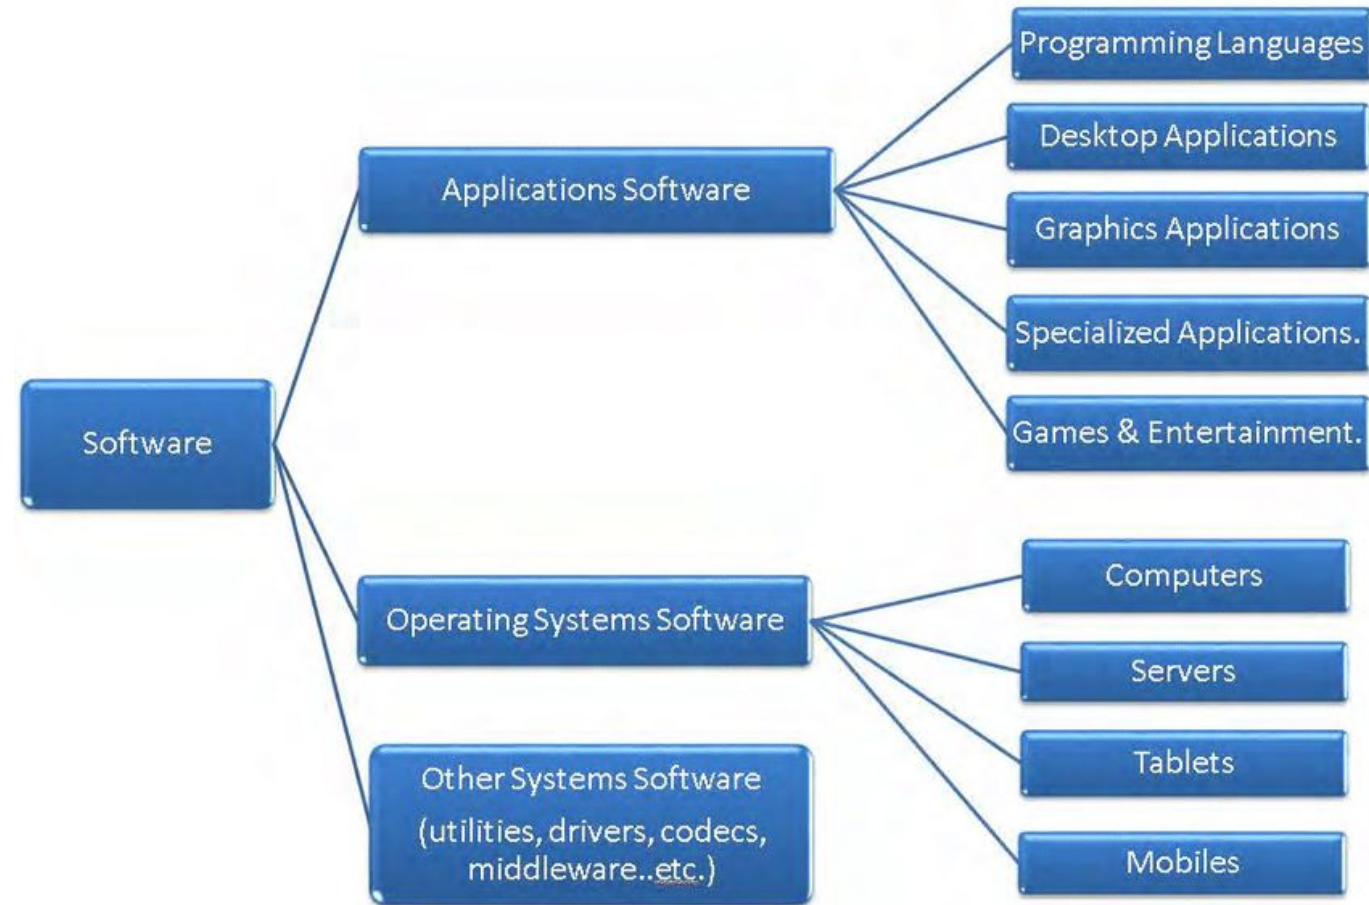 Software
Applications Software
Programming Languages
Desktop Applications
Graphics Applications
Specialized Applications.
Games & Entertainment.
Operating Systems Software
Computers
Servers
Tablets
Mobiles
Other Systems Software
(utilities, drivers, codecs,
middleware..etc.)